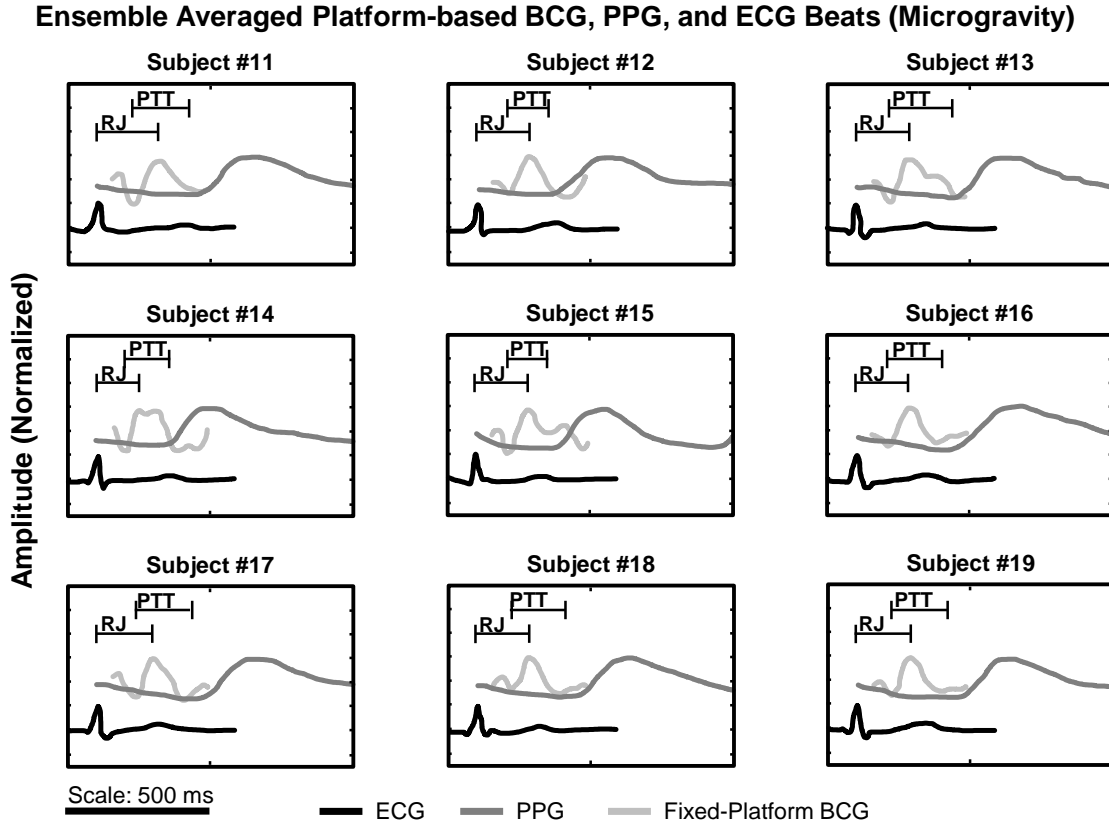 Ensemble Averaged Platform-based BCG, PPG, and ECG Beats (Microgravity)
Subject #11
Subject #12
Subject #13
PTT
RJ
PTT
RJ
PTT
RJ
Subject #14
Subject #15
Subject #16
PTT
RJ
PTT
RJ
PTT
RJ
Subject #17
Subject #18
Subject #19
PTT
RJ
PTT
RJ
PTT
RJ
Amplitude (Normalized)
Scale: 500 ms
ECG
PPG
Fixed-Platform BCG